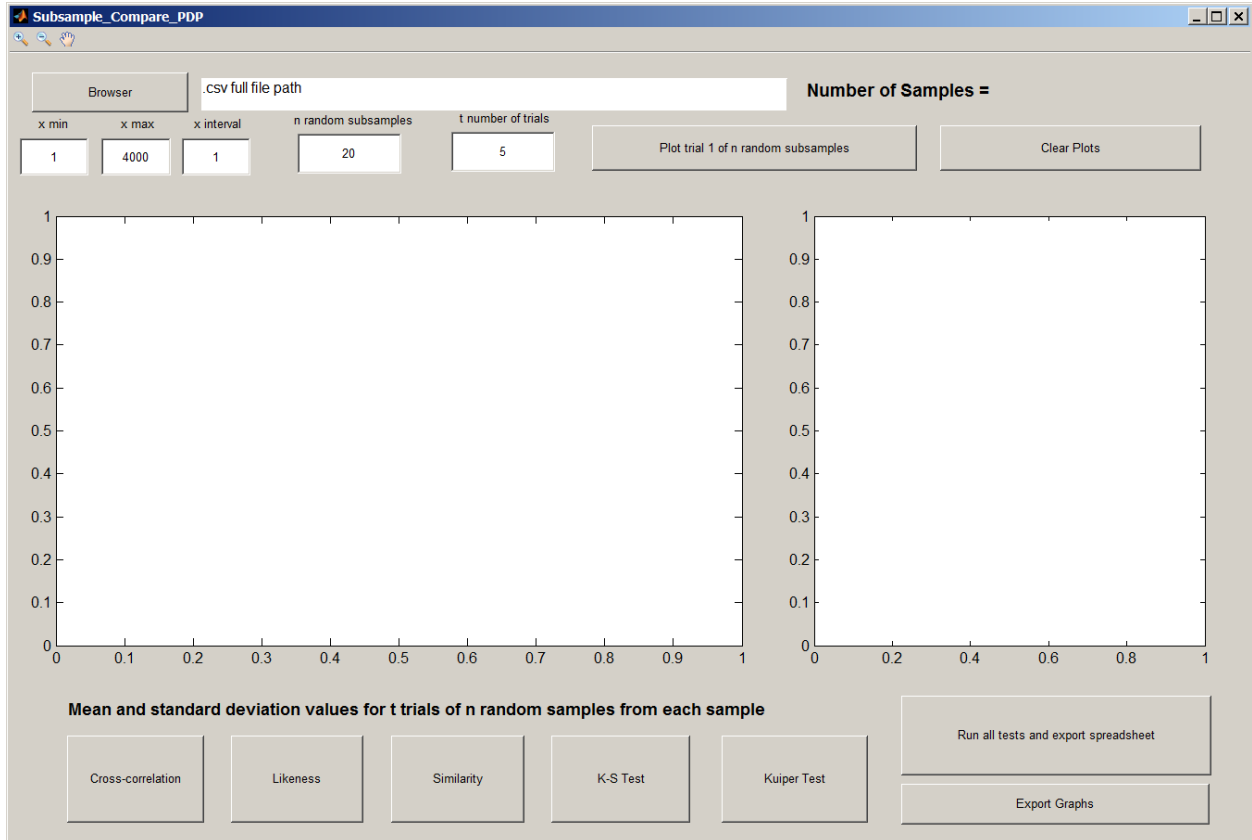 Subsample_Compare_PDP
Browser
.csv full file path
Number of Samples =
x min
x max
x interval
n random subsamples
t number of trials
1
4000
1
20
5
Plot trial 1 of n random subsamples
Clear Plots
1
0.9
0.8
0.7
0.6
0.5
0.4
0.3
0.2
0.1
0
0 0.1 0.2 0.3 0.4 0.5 0.6 0.7 0.8 0.9 1
1
0.9
0.8
0.7
0.6
0.5
0.4
0.3
0.2
0.1
0
0 0.2 0.4 0.6 0.8 1
Mean and standard deviation values for t trials of n random samples from each sample
Cross-correlation
Likeness
Similarity
K-S Test
Kuiper Test
Run all tests and export spreadsheet
Export Graphs